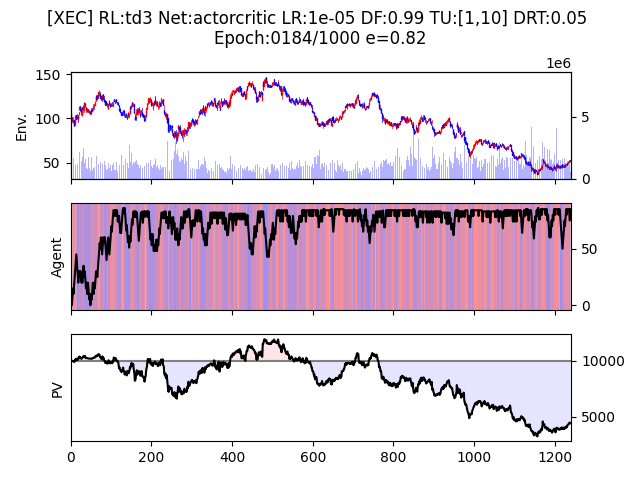 [XEC] RL:td3 Net:actorcritic LR:1e-05 DF:0.99 TU:[1,10] DRT:0.05
Epoch:0184/1000 e=0.82
1e6
150
100
50
Env.
5
0
Agent
50
0
PV
10000
5000
0 200 400 600 800 1000 1200